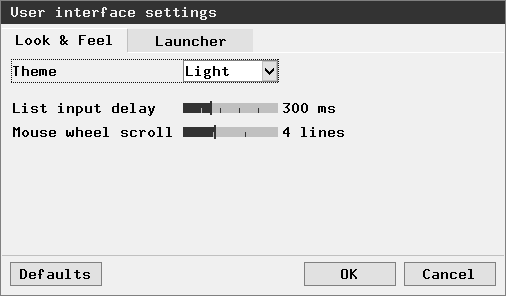 User interface settings
Look & Feel Launcher
Theme Light
List input delay 300 ms
Mouse wheel scroll 4 lines
Defaults OK Cancel